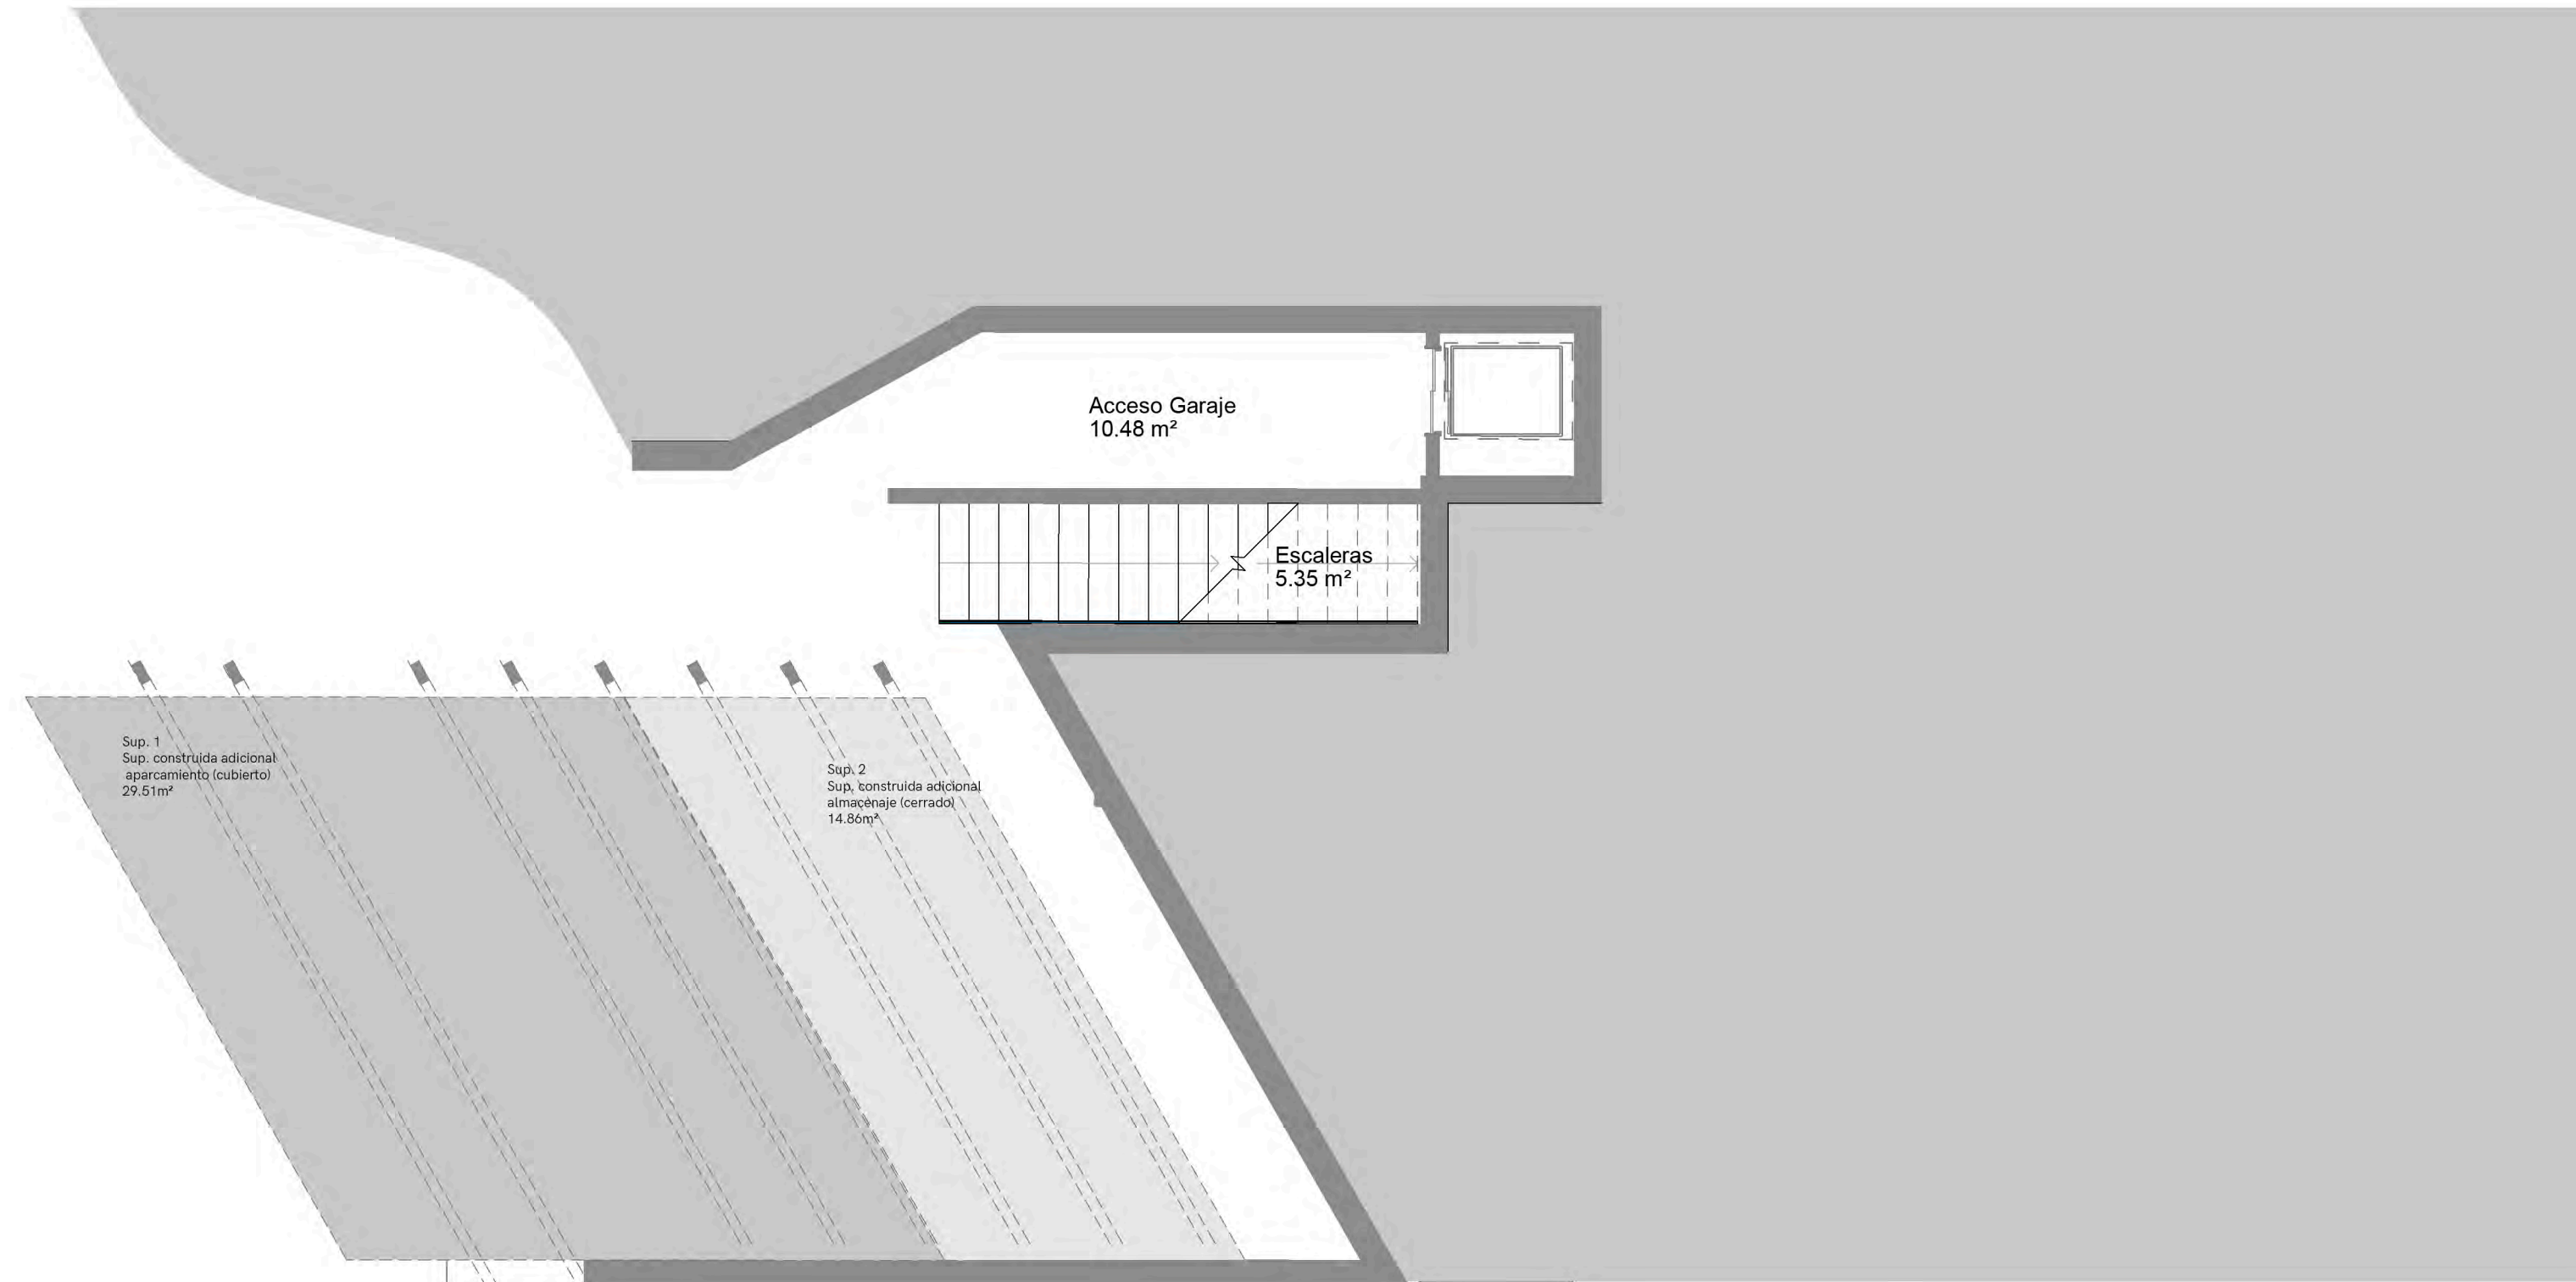 Acceso Garaje
10.48 m²
Escaleras
5.35 m²
Sup. 1
Sup. construida adicional
aparcamiento (cubierto)
29.51m²
Sup. 2
Sup. construida adicional
almacenaje (cerrado)
14.86m²